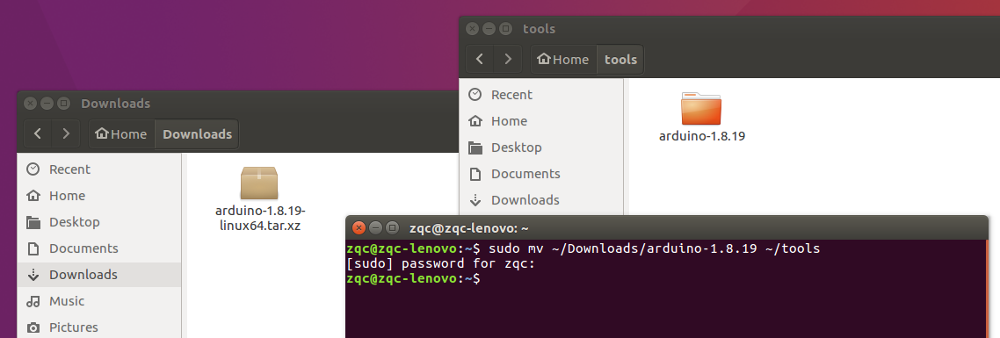 Downloads
Home Downloads
Recent
Home
Desktop
Documents
Downloads
Music
Pictures
arduino-1.8.19-
linux64.tar.xz
tools
Home tools
Recent
Home
Desktop
Documents
Downloads
arduino-1.8.19
zqc@zqc-lenovo: ~
zqc@zqc-lenovo:~$ sudo mv ~/Downloads/arduino-1.8.19 ~/tools
[sudo] password for zqc:
zqc@zqc-lenovo:~$